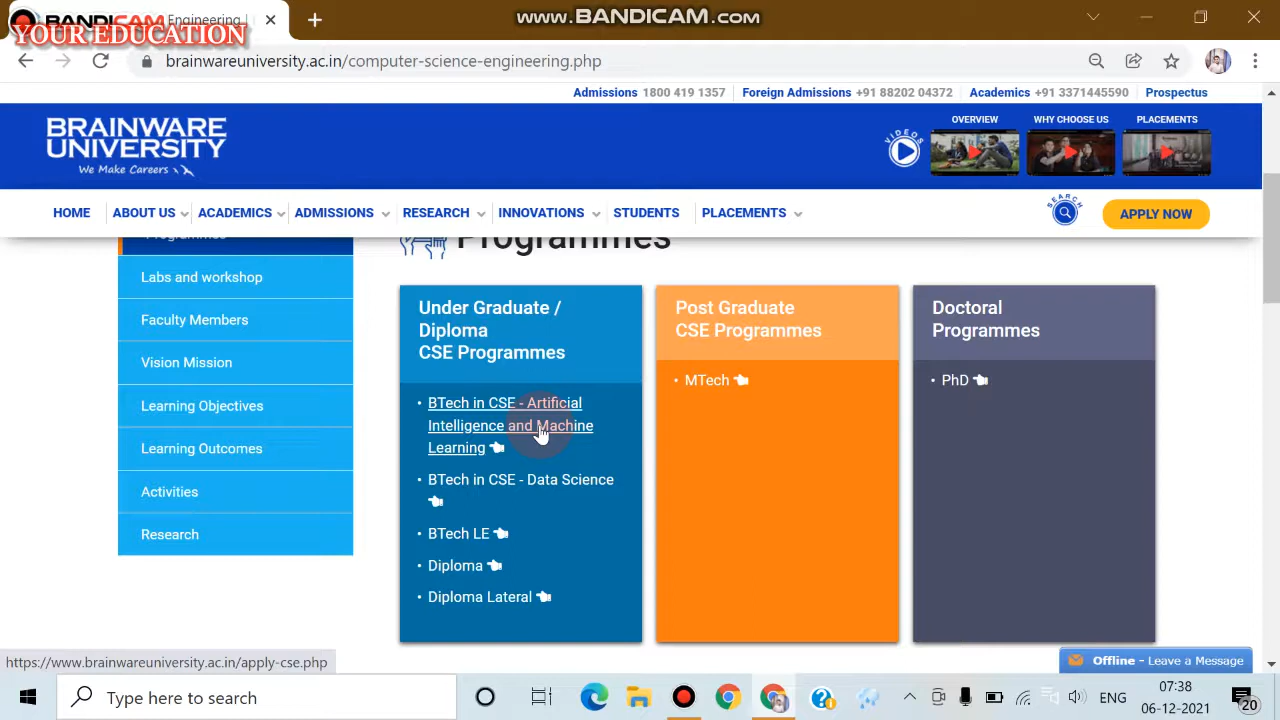 BANDICAM Engineering
www.BANDICAM.com
YOUR EDUCATION
brainwareuniversity.ac.in/computer-science-engineering.php
Admissions 1800 419 1357 Foreign Admissions +91 88202 04372 Academics +91 3371445590 Prospectus
BRAINWARE
UNIVERSITY
We Make Careers
VIDEOS
OVERVIEW WHY CHOOSE US PLACEMENTS
HOME ABOUT US ACADEMICS ADMISSIONS RESEARCH INNOVATIONS STUDENTS PLACEMENTS SEARCH APPLY NOW
Programmes
Labs and workshop
Faculty Members
Vision Mission
Learning Objectives
Learning Outcomes
Activities
Research
Programmes
Under Graduate /
Diploma
CSE Programmes
• BTech in CSE - Artificial
Intelligence and Machine
Learning
• BTech in CSE - Data Science
• BTech LE
• Diploma
• Diploma Lateral
Post Graduate
CSE Programmes
• MTech
Doctoral
Programmes
• PhD
https://www.brainwareuniversity.ac.in/apply-cse.php
Offline - Leave a Message
Type here to search
ENG
07:38
06-12-2021
20